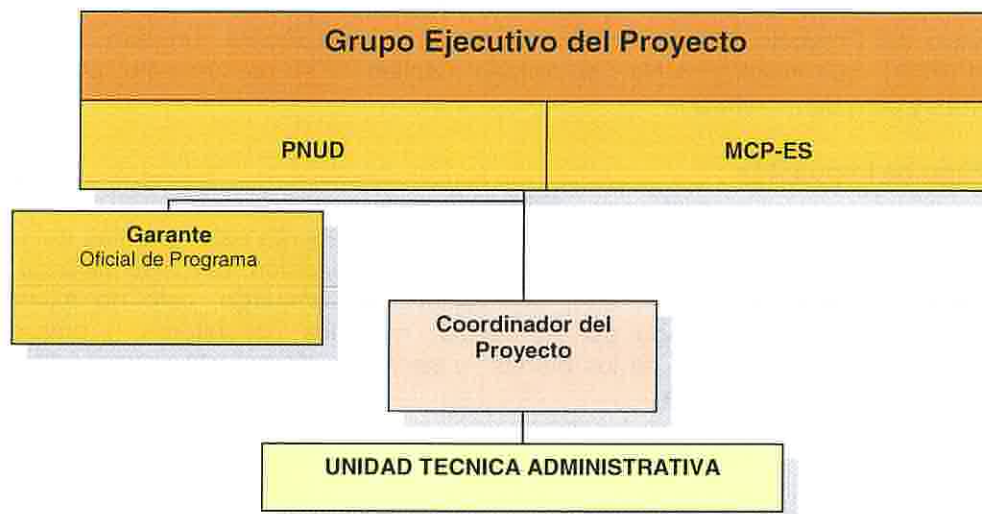 Grupo Ejecutivo del Proyecto
PNUD
MCP-ES
Garante
Oficial de Programa
Coordinador del
Proyecto
UNIDAD TECNICA ADMINISTRATIVA